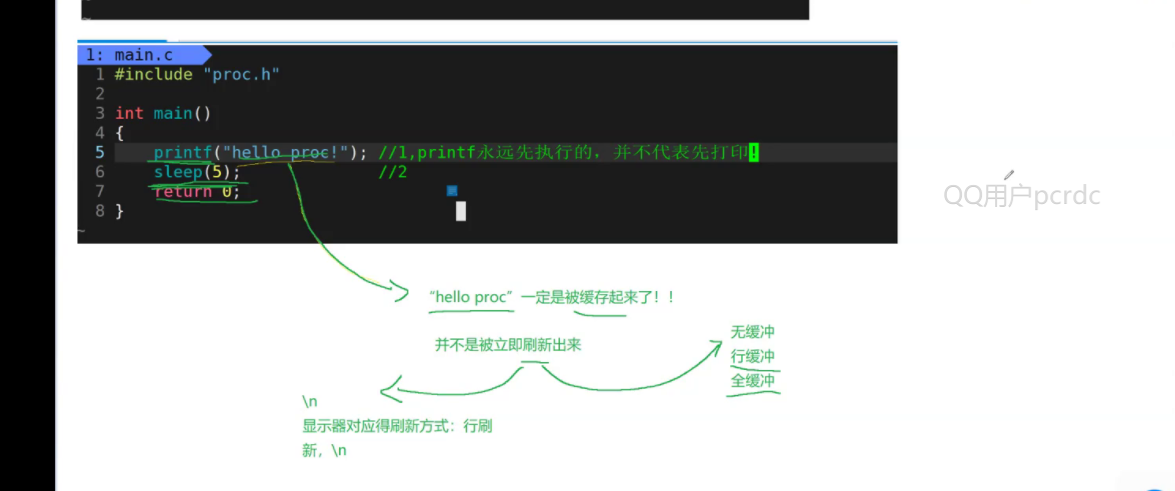 ~
1: main.c
1 #include "proc.h"
2
3 int main()
4 {
5 printf("hello proc!"); //1,printf永远先执行的，并不代表先打印!
6 sleep(5); //2
7 return 0;
8 }
~
QQ用户pcrdc
“hello proc” 一定是被缓存起来了！！
并不是被立即刷新出来
无缓冲
行缓冲
全缓冲
\n
显示器对应得刷新方式：行刷
新，\n